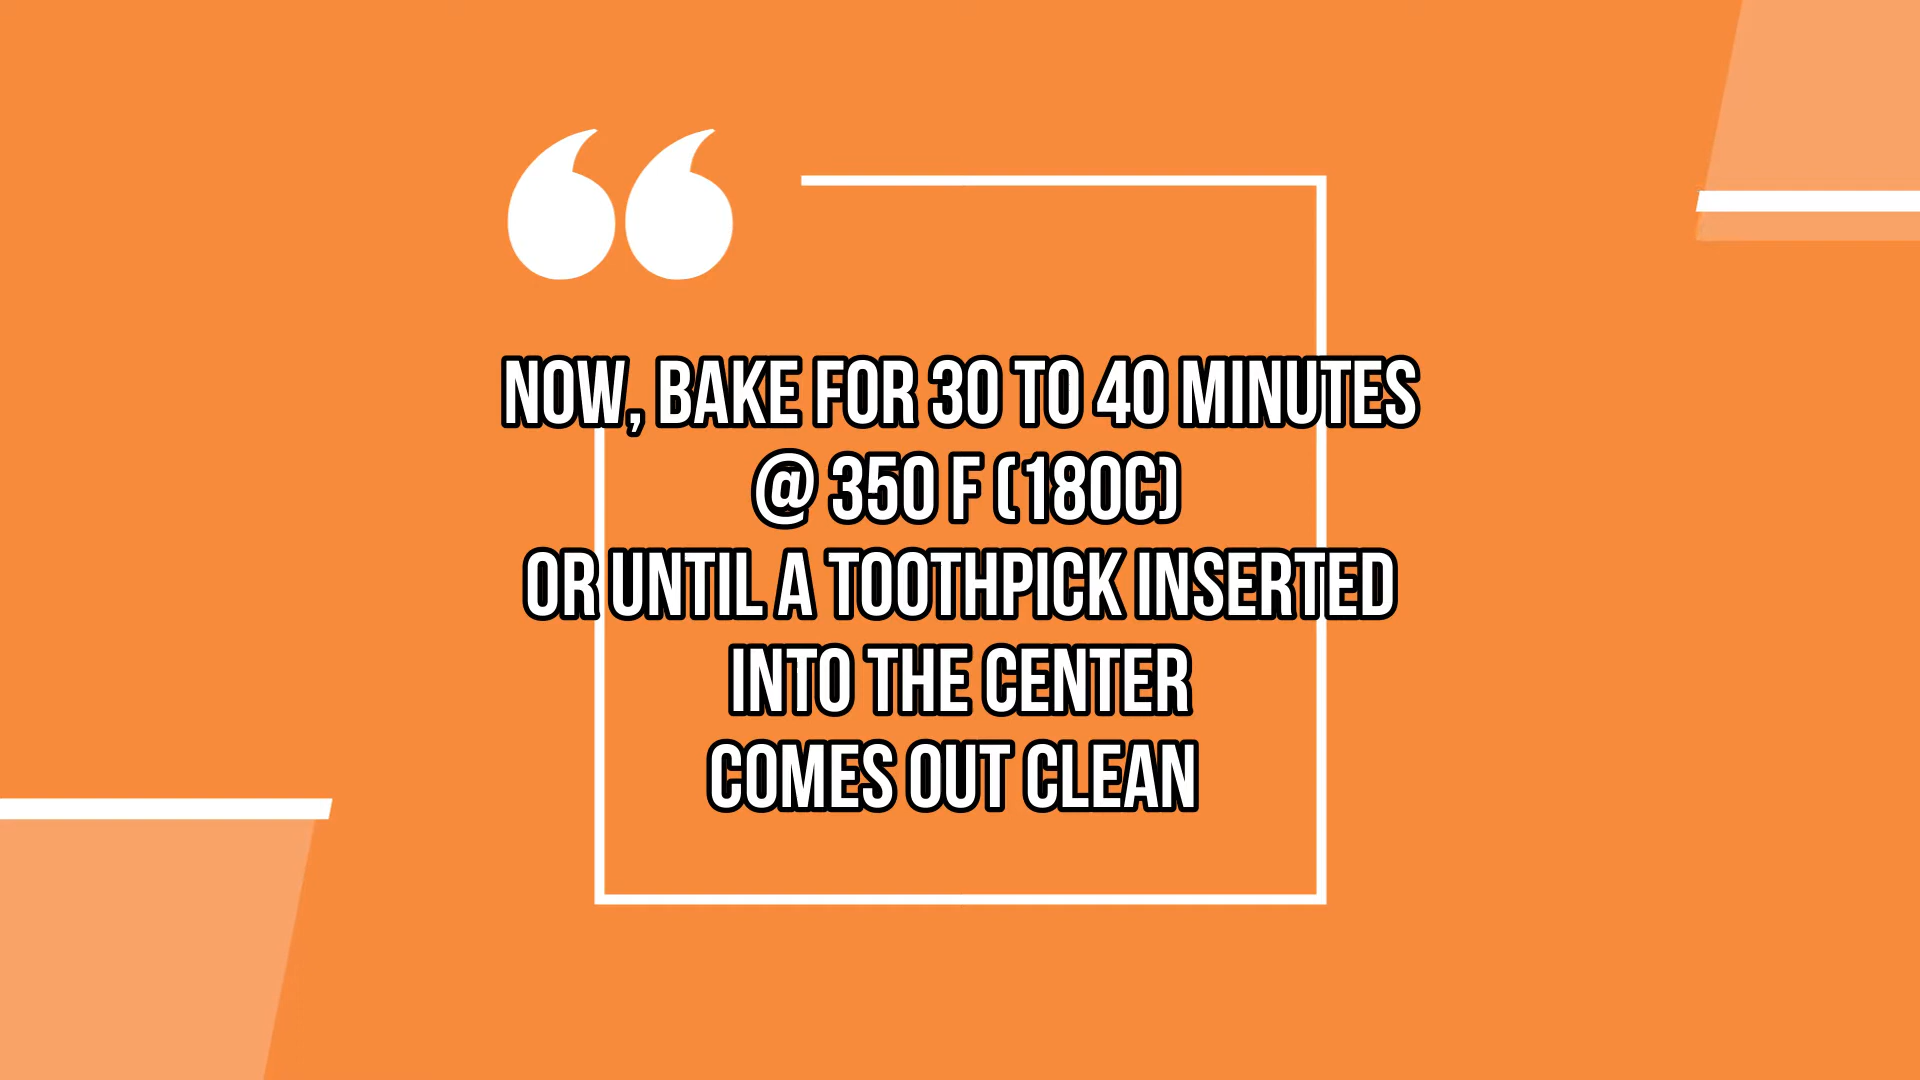 NOW, BAKE FOR 30 TO 40 MINUTES
@ 350 F (180C)
OR UNTIL A TOOTHPICK INSERTED
INTO THE CENTER
COMES OUT CLEAN